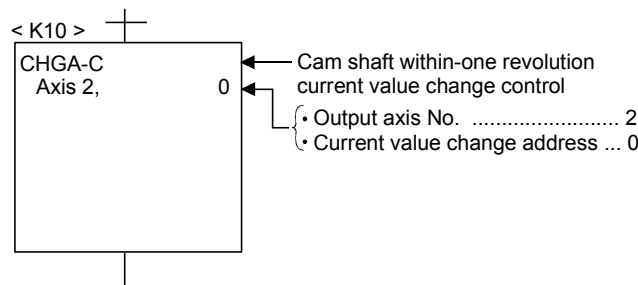 < K10 >
CHGA-C
Axis 2, 0
Cam shaft within-one revolution
current value change control
• Output axis No. ......................... 2
• Current value change address ... 0